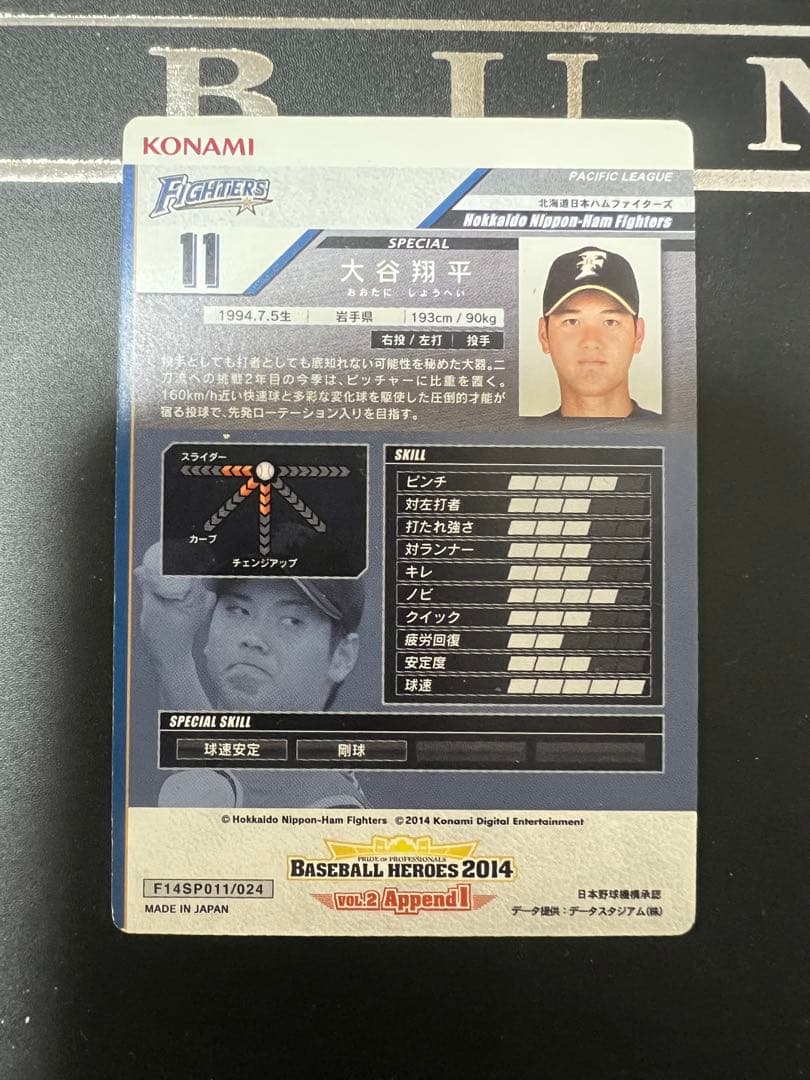 BUN
KONAMI
FIGHTERS
PACIFIC LEAGUE
北海道日本ハムファイターズ
Hokkaido Nippon-Ham Fighters
11
SPECIAL
大谷翔平
おおたに しょうへい
1994.7.5生 岩手県 193cm / 90kg
右投 / 左打 投手
投手としても打者としても底知れない可能性を秘めた大器。二
刀流への挑戦2年目の今季は、ピッチャーに比重を置く。
160km/h近い快速球と多彩な変化球を駆使した圧倒的才能が
宿る投球で、先発ローテーション入りを目指す。
スライダー
カーブ
チェンジアップ
SKILL
ピンチ
対左打者
打たれ強さ
対ランナー
キレ
ノビ
クイック
疲労回復
安定度
球速
SPECIAL SKILL
球速安定 剛球
©Hokkaido Nippon-Ham Fighters ©2014 Konami Digital Entertainment
PRIDE OF PROFESSIONALS
BASEBALL HEROES 2014
VOL.2 Append1
F14SP011/024
MADE IN JAPAN
日本野球機構承認
データ提供：データスタジアム(株)